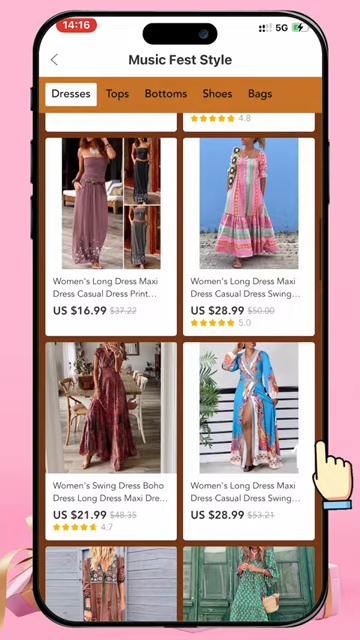 14:16
5G
Music Fest Style
Dresses Tops Bottoms Shoes Bags
4.8
Women's Long Dress Maxi
Dress Casual Dress Print...
US $16.99 $37.22
Women's Long Dress Maxi
Dress Casual Dress Swing...
US $28.99 $50.00
5.0
Women's Swing Dress Boho
Dress Long Dress Maxi Dre...
US $21.99 $48.35
4.7
Women's Long Dress Maxi
Dress Casual Dress Swing...
US $28.99 $53.21